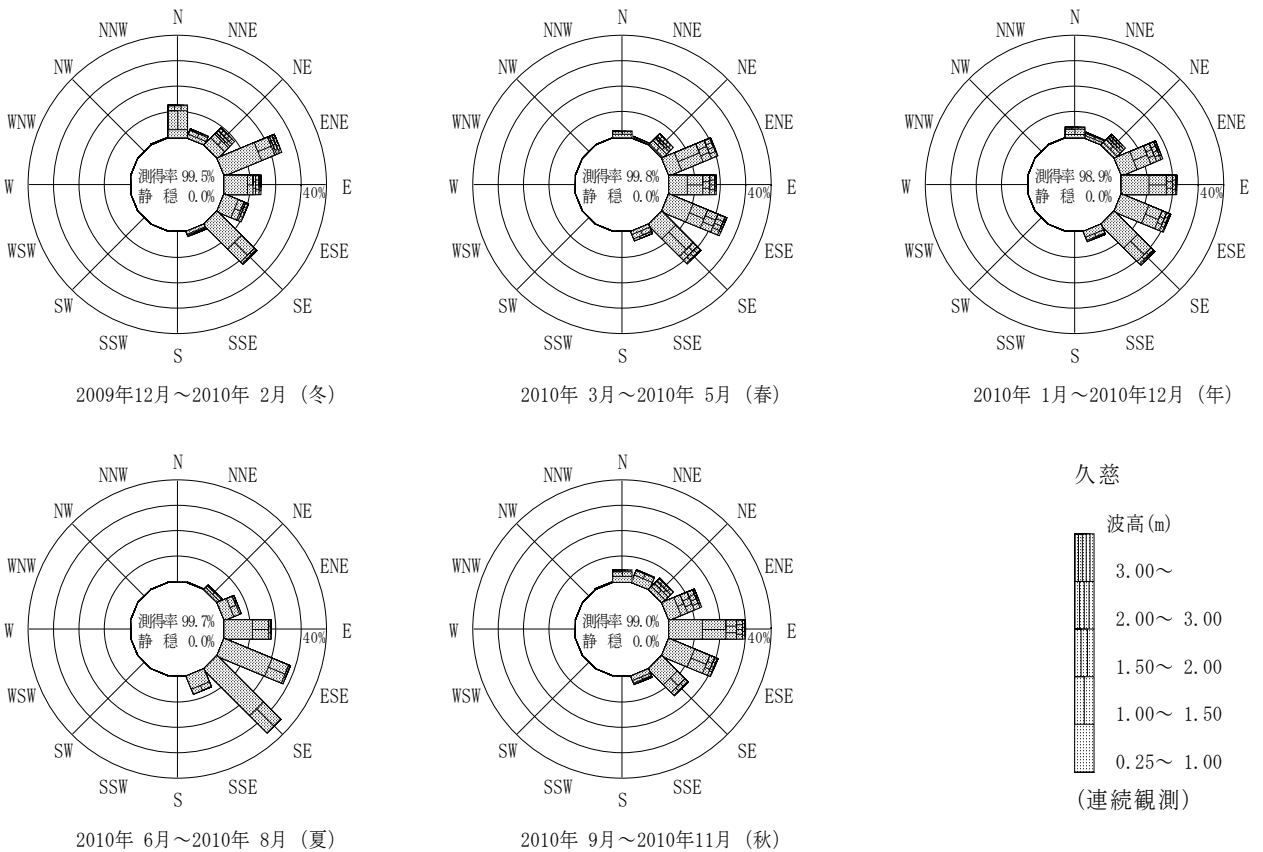 N
NNW NNE
NW NE
WNW ENE
W 測得率 99.5% 40% E
静 穏 0.0%
WSW ESE
SW SE
SSW SSE
S
2009年12月～2010年 2月 (冬)
N
NNW NNE
NW NE
WNW ENE
W 測得率 99.8% 40% E
静 穏 0.0%
WSW ESE
SW SE
SSW SSE
S
2010年 3月～2010年 5月 (春)
N
NNW NNE
NW NE
WNW ENE
W 測得率 98.9% 40% E
静 穏 0.0%
WSW ESE
SW SE
SSW SSE
S
2010年 1月～2010年12月 (年)
N
NNW NNE
NW NE
WNW ENE
W 測得率 99.7% 40% E
静 穏 0.0%
WSW ESE
SW SE
SSW SSE
S
2010年 6月～2010年 8月 (夏)
N
NNW NNE
NW NE
WNW ENE
W 測得率 99.0% 40% E
静 穏 0.0%
WSW ESE
SW SE
SSW SSE
S
2010年 9月～2010年11月 (秋)
久慈
波高(m)
3.00～
2.00～ 3.00
1.50～ 2.00
1.00～ 1.50
0.25～ 1.00
(連続観測)